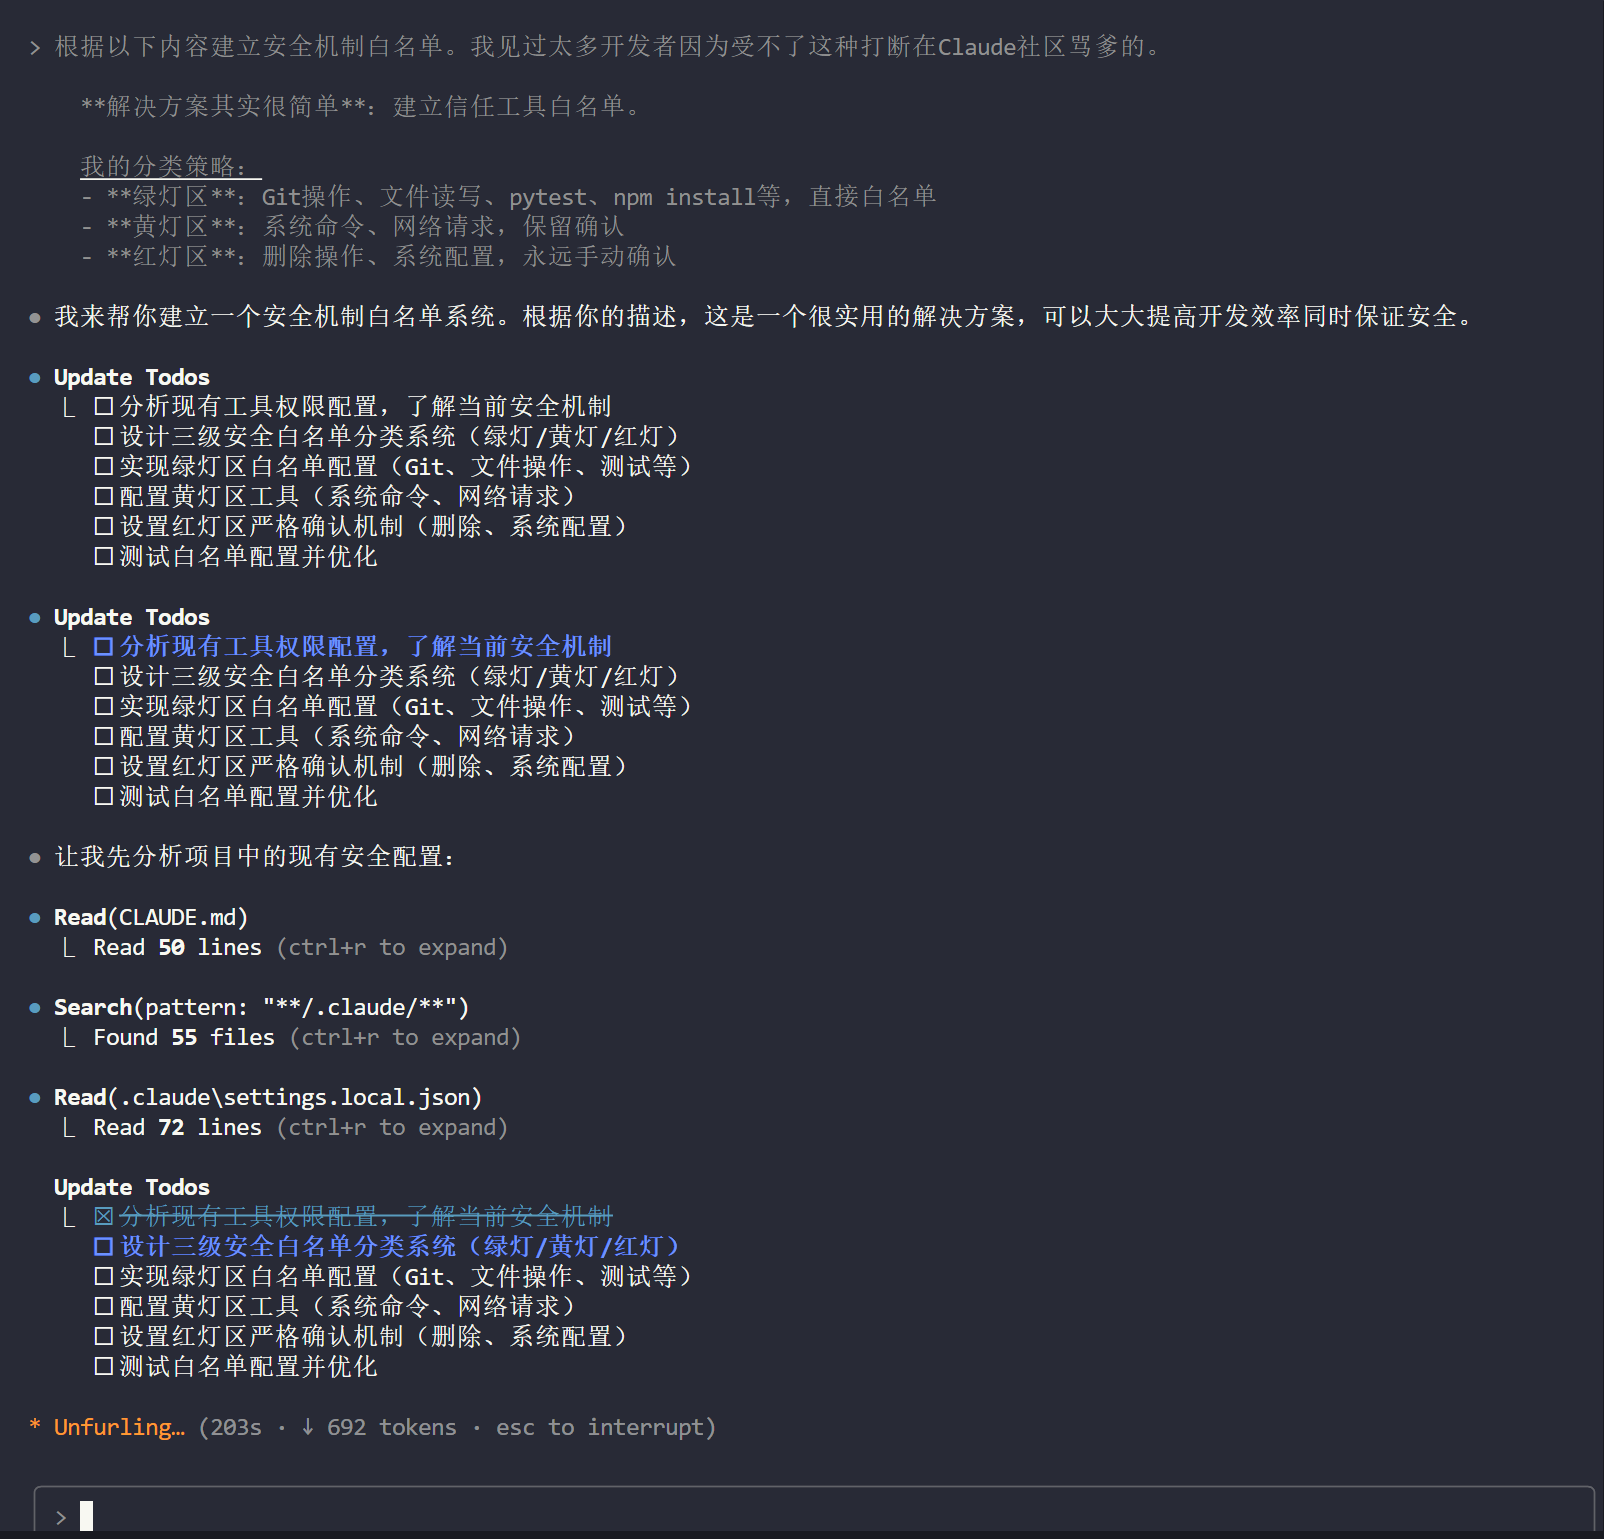 > 根据以下内容建立安全机制白名单。我见过太多开发者因为受不了这种打断在Claude社区骂爹的。
**解决方案其实很简单**: 建立信任工具白名单。
我的分类策略:
- **绿灯区**: Git操作、文件读写、pytest、npm install等，直接白名单
- **黄灯区**: 系统命令、网络请求，保留确认
- **红灯区**: 删除操作、系统配置，永远手动确认
● 我来帮你建立一个安全机制白名单系统。根据你的描述，这是一个很实用的解决方案，可以大大提高开发效率同时保证安全。
● Update Todos
⎿ ☐ 分析现有工具权限配置，了解当前安全机制
☐ 设计三级安全白名单分类系统（绿灯/黄灯/红灯）
☐ 实现绿灯区白名单配置（Git、文件操作、测试等）
☐ 配置黄灯区工具（系统命令、网络请求）
☐ 设置红灯区严格确认机制（删除、系统配置）
☐ 测试白名单配置并优化
● Update Todos
⎿ ☐ 分析现有工具权限配置，了解当前安全机制
☐ 设计三级安全白名单分类系统（绿灯/黄灯/红灯）
☐ 实现绿灯区白名单配置（Git、文件操作、测试等）
☐ 配置黄灯区工具（系统命令、网络请求）
☐ 设置红灯区严格确认机制（删除、系统配置）
☐ 测试白名单配置并优化
● 让我先分析项目中的现有安全配置:
● Read(CLAUDE.md)
⎿ Read 50 lines (ctrl+r to expand)
● Search(pattern: "**/.claude/**")
⎿ Found 55 files (ctrl+r to expand)
● Read(.claude\settings.local.json)
⎿ Read 72 lines (ctrl+r to expand)
Update Todos
⎿ ☒ 分析现有工具权限配置，了解当前安全机制
☐ 设计三级安全白名单分类系统（绿灯/黄灯/红灯）
☐ 实现绿灯区白名单配置（Git、文件操作、测试等）
☐ 配置黄灯区工具（系统命令、网络请求）
☐ 设置红灯区严格确认机制（删除、系统配置）
☐ 测试白名单配置并优化
* Unfurling… (203s · ↓ 692 tokens · esc to interrupt)
>